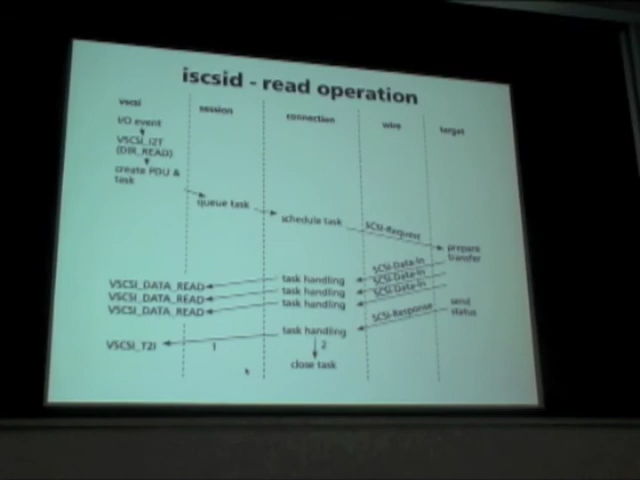 iscsid - read operation
vscsi
session
connection
wire
target
I/O event
VSCSI_I2T
(DIR_READ)
create PDU &
task
queue task
schedule task
SCSI-Request
prepare
transfer
SCSI-Data-In
SCSI-Data-In
SCSI-Data-In
task handling
task handling
task handling
VSCSI_DATA_READ
VSCSI_DATA_READ
VSCSI_DATA_READ
send
status
SCSI-Response
task handling
VSCSI_T2I
1
2
close task